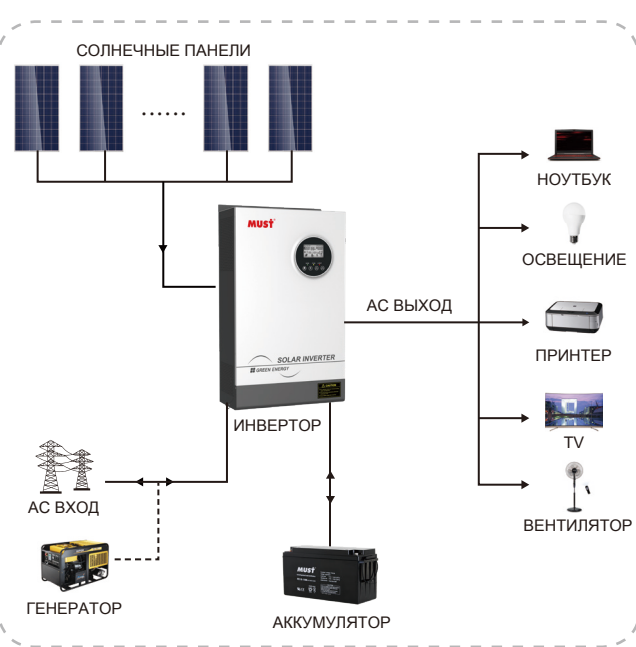 СОЛНЕЧНЫЕ ПАНЕЛИ
......
MUST
НОУТБУК
ОСВЕЩЕНИЕ
АС ВЫХОД
ПРИНТЕР
SOLAR INVERTER
GREEN ENERGY
ИНВЕРТОР
TV
АС ВХОД
ВЕНТИЛЯТОР
MUST
ГЕНЕРАТОР
АККУМУЛЯТОР